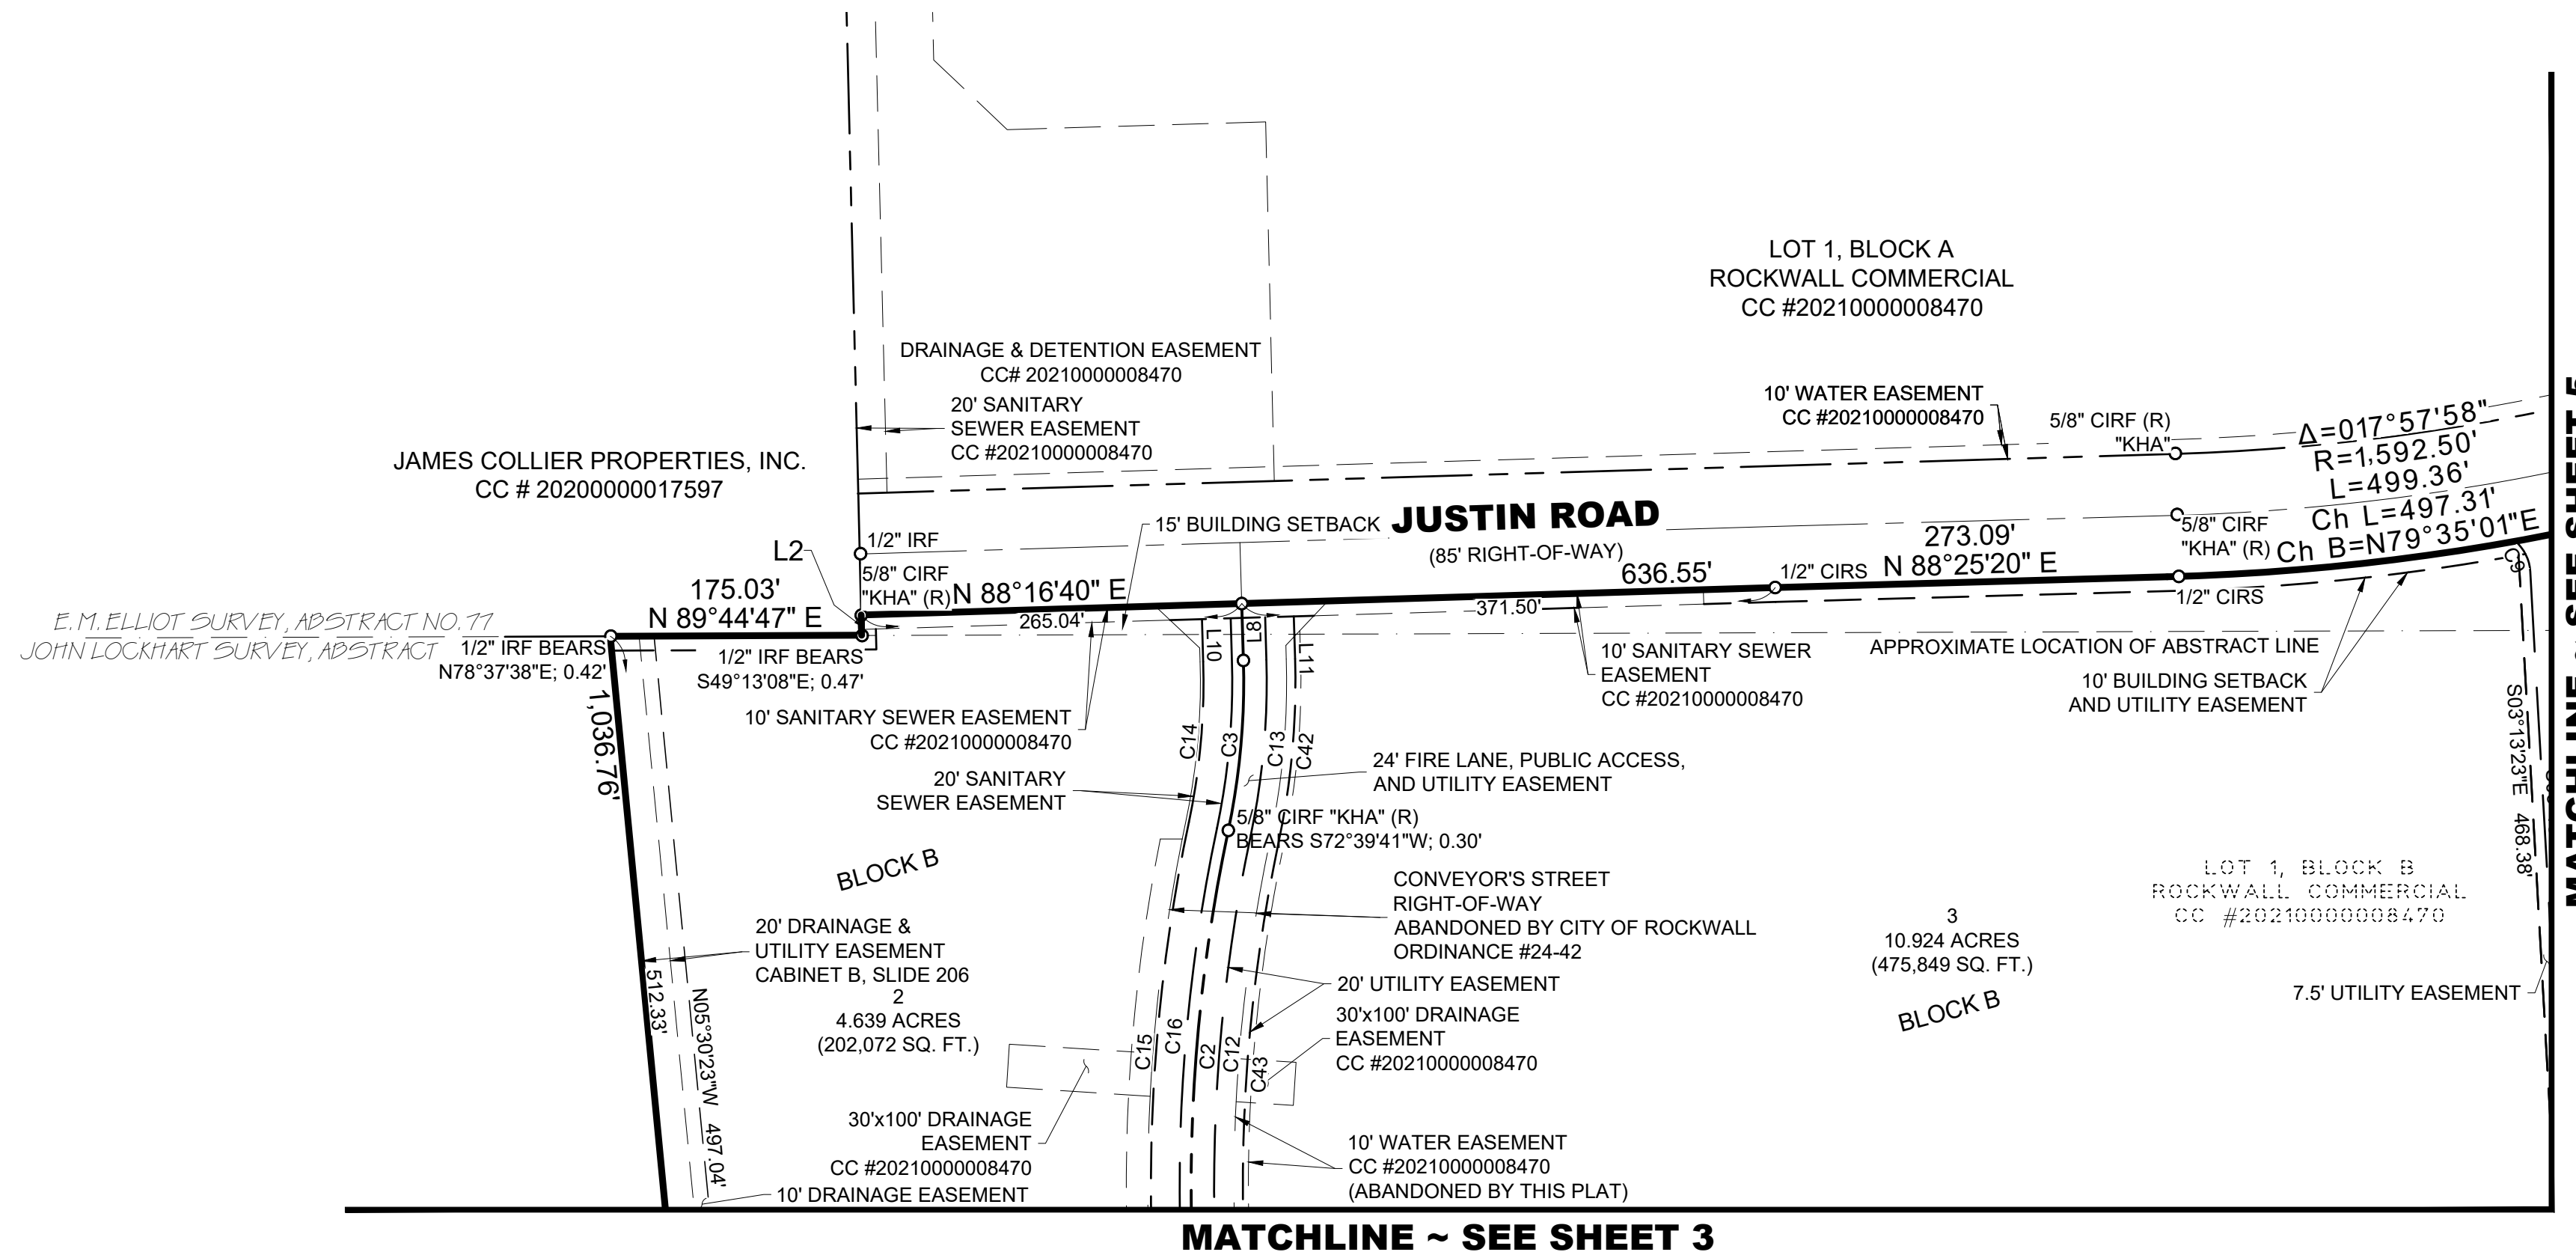 LOT 1, BLOCK A
ROCKWALL COMMERCIAL
CC #20210000008470
DRAINAGE & DETENTION EASEMENT
CC# 20210000008470
20' SANITARY
SEWER EASEMENT
CC #20210000008470
10' WATER EASEMENT
CC #20210000008470
5/8" CIRF (R)
"KHA"
Δ=017°57'58"
R=1,592.50'
L=499.36'
Ch L=497.31'
Ch B=N79°35'01"E
JAMES COLLIER PROPERTIES, INC.
CC # 20200000017597
15' BUILDING SETBACK
JUSTIN ROAD
(85' RIGHT-OF-WAY)
1/2" IRF
L2
5/8" CIRF
"KHA" (R)
5/8" CIRF
"KHA" (R)
273.09'
N 88°25'20" E
636.55'
1/2" CIRS
1/2" CIRS
N 88°16'40" E
175.03'
N 89°44'47" E
265.04'
371.50'
C9
E.M. ELLIOT SURVEY, ABSTRACT NO. 77
JOHN LOCKHART SURVEY, ABSTRACT
1/2" IRF BEARS
N78°37'38"E; 0.42'
1/2" IRF BEARS
S49°13'08"E; 0.47'
L10
L8
L11
10' SANITARY SEWER
EASEMENT
CC #20210000008470
APPROXIMATE LOCATION OF ABSTRACT LINE
10' BUILDING SETBACK
AND UTILITY EASEMENT
10' SANITARY SEWER EASEMENT
CC #20210000008470
1,036.76'
C14
C3
C13
C42
20' SANITARY
SEWER EASEMENT
24' FIRE LANE, PUBLIC ACCESS,
AND UTILITY EASEMENT
5/8" CIRF "KHA" (R)
BEARS S72°39'41"W; 0.30'
S03°13'23"E 468.38'
BLOCK B
CONVEYOR'S STREET
RIGHT-OF-WAY
ABANDONED BY CITY OF ROCKWALL
ORDINANCE #24-42
LOT 1, BLOCK B
ROCKWALL COMMERCIAL
CC #20210000008470
3
10.924 ACRES
(475,849 SQ. FT.)
BLOCK B
20' DRAINAGE &
UTILITY EASEMENT
CABINET B, SLIDE 206
2
4.639 ACRES
(202,072 SQ. FT.)
512.33'
N05°30'23"W 497.04'
20' UTILITY EASEMENT
7.5' UTILITY EASEMENT
30'x100' DRAINAGE
EASEMENT
CC #20210000008470
C15
C16
C2
C12
C43
30'x100' DRAINAGE
EASEMENT
CC #20210000008470
10' WATER EASEMENT
CC #20210000008470
(ABANDONED BY THIS PLAT)
10' DRAINAGE EASEMENT
MATCHLINE ~ SEE SHEET 3
MATCHLINE ~ SEE SHEET 5